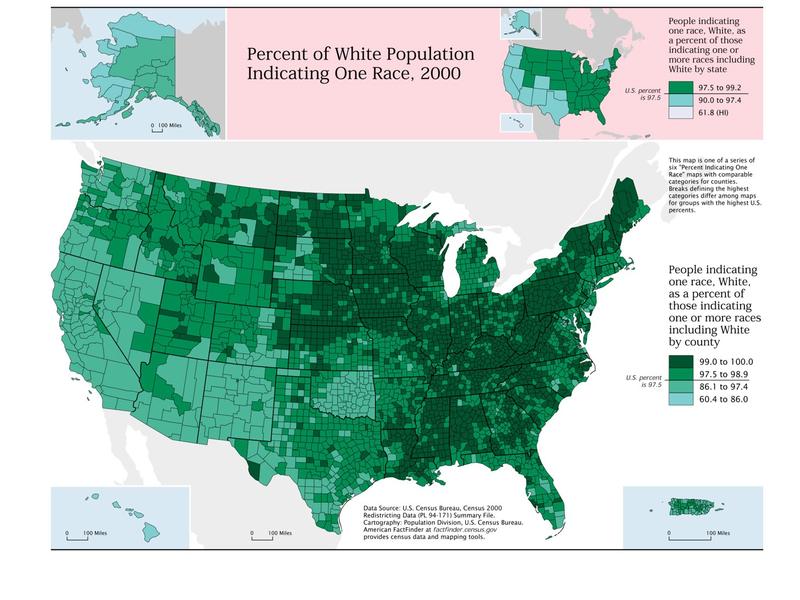 Percent of White Population
Indicating One Race, 2000
People indicating
one race, White, as
a percent of those
indicating one or
more races including
White by state
U.S. percent
is 97.5
97.5 to 99.2
90.0 to 97.4
61.8 (HI)
0 100 Miles
This map is one of a series of
six "Percent Indicating One
Race" maps with comparable
categories for counties.
Breaks defining the highest
categories differ among maps
for groups with the highest U.S.
percents.
People indicating
one race, White,
as a percent of
those indicating
one or more races
including White
by county
U.S. percent
is 97.5
99.0 to 100.0
97.5 to 98.9
86.1 to 97.4
60.4 to 86.0
Data Source: U.S. Census Bureau, Census 2000
Redistricting Data (PL 94-171) Summary File.
Cartography: Population Division, U.S. Census Bureau.
American FactFinder at factfinder.census.gov
provides census data and mapping tools.
0 100 Miles
0 100 Miles
0 100 Miles